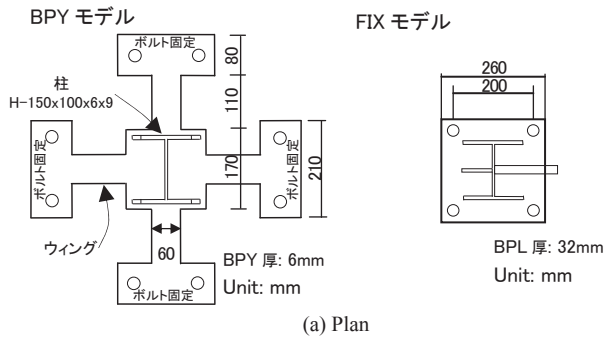 BPY モデル
FIX モデル
ボルト固定
柱
H-150x100x6x9
80
110
170
210
ボルト固定
ボルト固定
ウィング
60
BPY 厚: 6mm
Unit: mm
ボルト固定
260
200
BPL 厚: 32mm
Unit: mm
(a) Plan